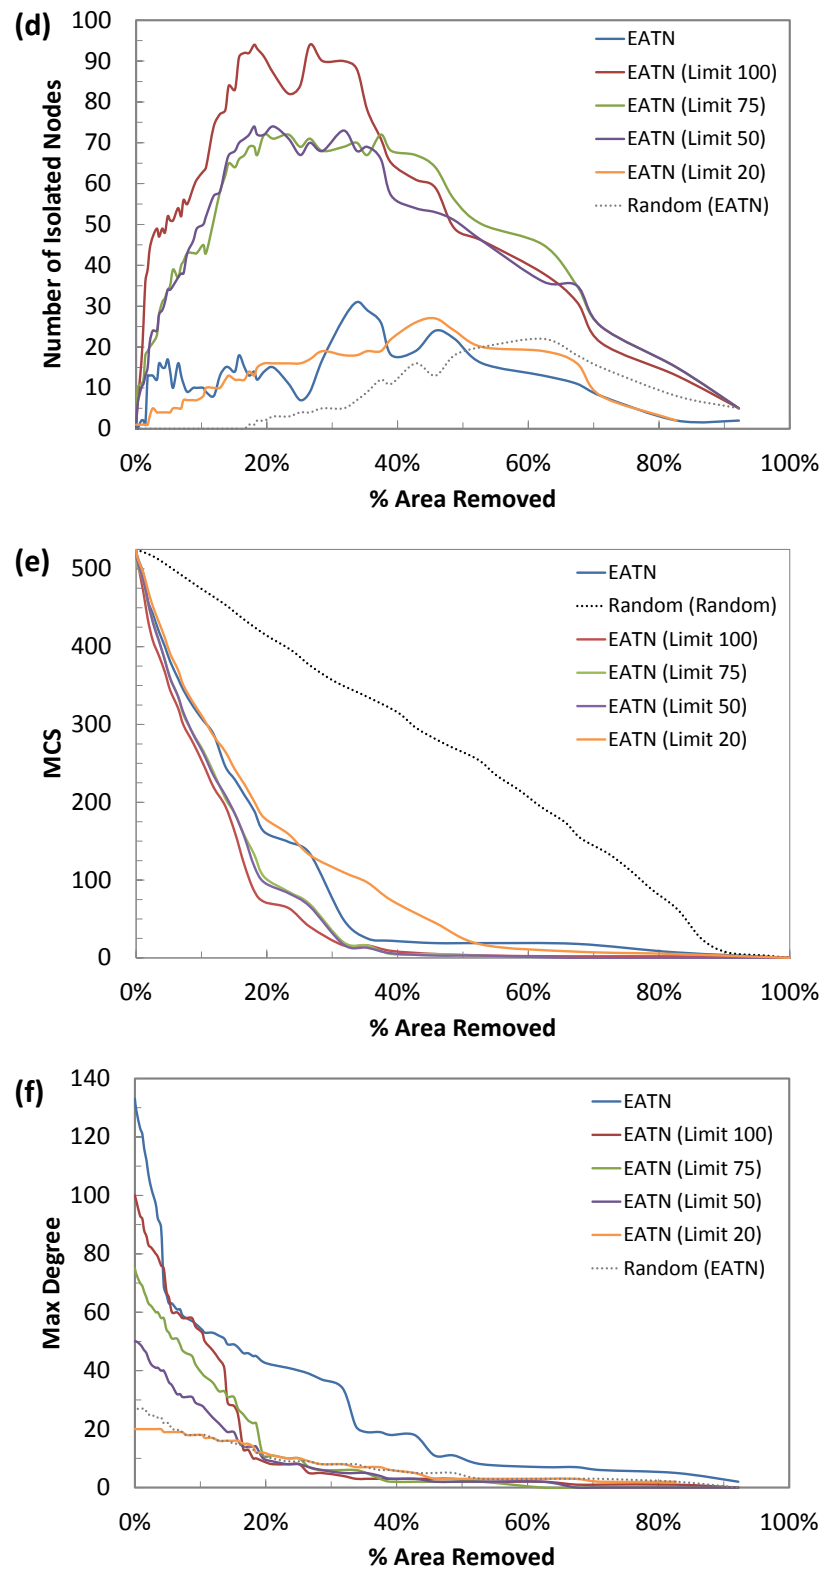 (d)
Number of Isolated Nodes
100
90
80
70
60
50
40
30
20
10
0
0% 20% 40% 60% 80% 100%
% Area Removed
EATN
EATN (Limit 100)
EATN (Limit 75)
EATN (Limit 50)
EATN (Limit 20)
Random (EATN)
(e)
MCS
500
400
300
200
100
0
0% 20% 40% 60% 80% 100%
% Area Removed
EATN
Random (Random)
EATN (Limit 100)
EATN (Limit 75)
EATN (Limit 50)
EATN (Limit 20)
(f)
Max Degree
140
120
100
80
60
40
20
0
0% 20% 40% 60% 80% 100%
% Area Removed
EATN
EATN (Limit 100)
EATN (Limit 75)
EATN (Limit 50)
EATN (Limit 20)
Random (EATN)